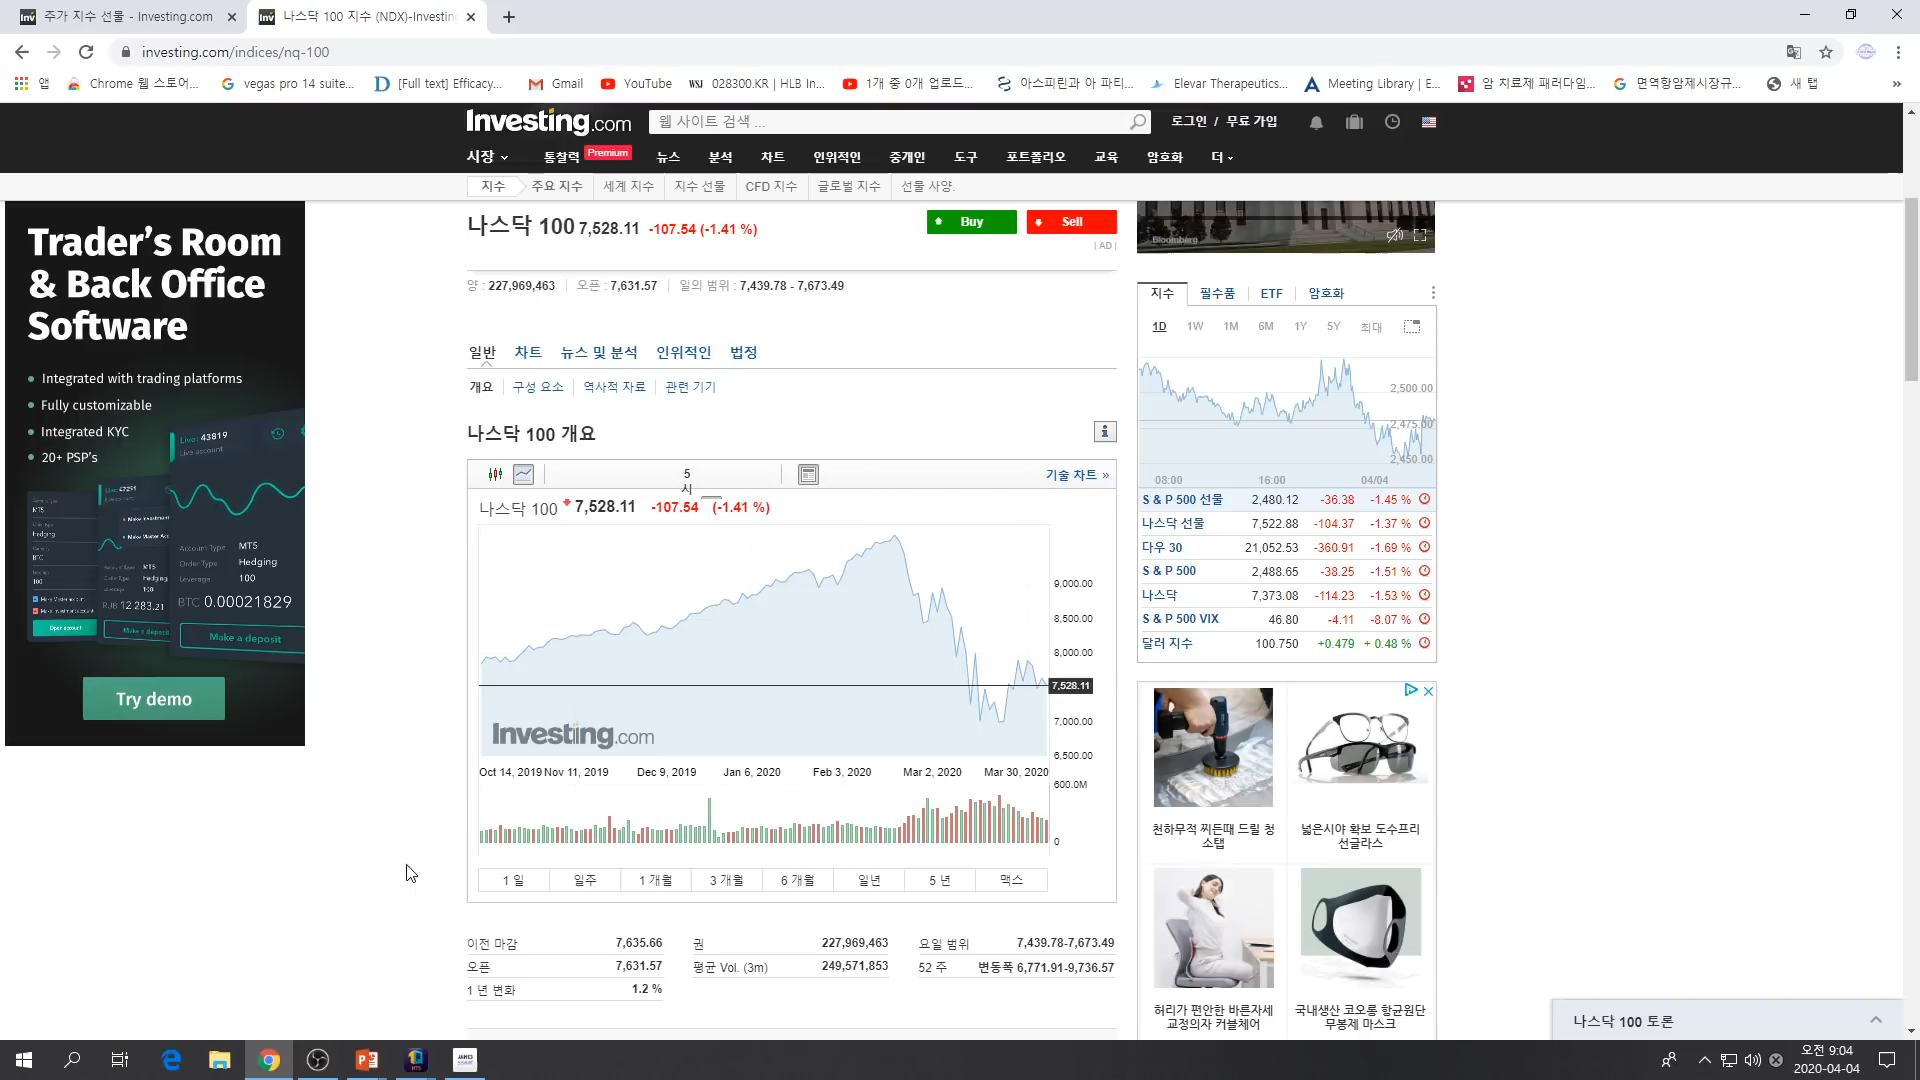 주가 지수 선물 - Investing.com
나스닥 100 지수 (NDX)-Investin
investing.com/indices/nq-100
앱
Chrome 웹 스토어...
vegas pro 14 suite...
[Full text] Efficacy...
Gmail
YouTube
WSJ 028300.KR | HLB In...
1개 중 0개 업로드...
아스피린과 아 파티...
Elevar Therapeutics...
Meeting Library | E...
암 치료제 패러다임...
면역항암제시장규...
새 탭
Investing.com
웹 사이트 검색 ...
로그인 / 무료 가입
시장
통찰력 Premium
뉴스
분석
차트
인위적인
중개인
도구
포트폴리오
교육
암호화
더
지수
주요 지수
세계 지수
지수 선물
CFD 지수
글로벌 지수
선물 사양.
Trader's Room
& Back Office
Software
Integrated with trading platforms
Fully customizable
Integrated KYC
20+ PSP's
Live: 43819
Live account
Account Type MT5
Order Type Hedging
Leverage 100
RUB 12 283.21
BTC 0.00021829
Open account
Make a deposit
Try demo
나스닥 100 7,528.11 -107.54 (-1.41 %)
Buy
Sell
| AD |
양 : 227,969,463
오픈 : 7,631.57
일의 범위 : 7,439.78 - 7,673.49
일반
차트
뉴스 및 분석
인위적인
법정
개요
구성 요소
역사적 자료
관련 기기
나스닥 100 개요
5
시
기술 차트 »
나스닥 100 7,528.11 -107.54 (-1.41 %)
9,000.00
8,500.00
8,000.00
7,528.11
7,000.00
6,500.00
Investing.com
Oct 14, 2019 Nov 11, 2019 Dec 9, 2019 Jan 6, 2020 Feb 3, 2020 Mar 2, 2020 Mar 30, 2020
600.0M
0
1 일
일주
1 개월
3 개월
6 개월
일년
5 년
맥스
이전 마감 7,635.66
권 227,969,463
요일 범위 7,439.78-7,673.49
오픈 7,631.57
평균 Vol. (3m) 249,571,853
52 주 변동폭 6,771.91-9,736.57
1 년 변화 1.2 %
Bloomberg
지수
필수품
ETF
암호화
1D 1W 1M 6M 1Y 5Y 최대
2,500.00
2,475.00
2,450.00
08:00 16:00 04/04
S & P 500 선물 2,480.12 -36.38 -1.45 %
나스닥 선물 7,522.88 -104.37 -1.37 %
다우 30 21,052.53 -360.91 -1.69 %
S & P 500 2,488.65 -38.25 -1.51 %
나스닥 7,373.08 -114.23 -1.53 %
S & P 500 VIX 46.80 -4.11 -8.07 %
달러 지수 100.750 +0.479 + 0.48 %
천하무적 찌든때 드릴 청
소탭
넓은시야 확보 도수프리
선글라스
허리가 편안한 바른자세
교정의자 커블체어
국내생산 코오롱 항균원단
무봉제 마스크
나스닥 100 토론
오전 9:04
2020-04-04